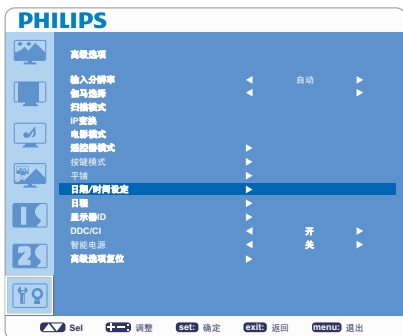 PHILIPS
高级选项
输入分辨率 自动
伽马选择
扫描模式
IP变换
电影模式
遥控器模式
按键模式
平铺
日期/时间设定
日程
显示器ID
DDC/CI 开
智能电源 关
高级选项复位
Sel 调整 set: 确定 exit: 返回 menu: 退出